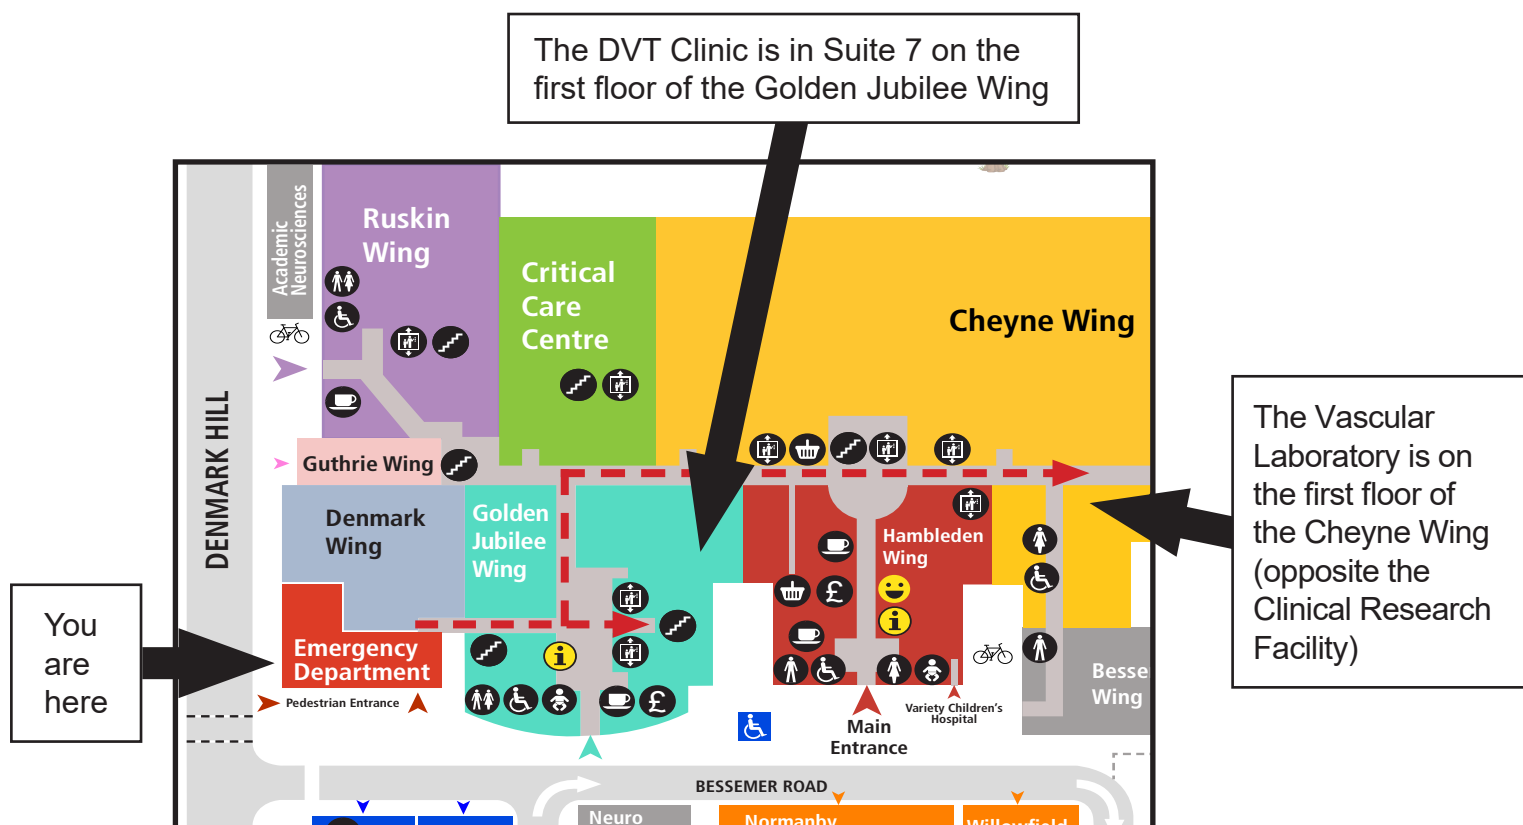 The DVT Clinic is in Suite 7 on the
first floor of the Golden Jubilee Wing
Academic
Neurosciences
Ruskin
Wing
Critical
Care
Centre
Cheyne Wing
DENMARK HILL
Guthrie Wing
Denmark
Wing
Golden
Jubilee
Wing
Hambleden
Wing
The Vascular
Laboratory is on
the first floor of
the Cheyne Wing
(opposite the
Clinical Research
Facility)
You
are
here
Emergency
Department
Pedestrian Entrance
£
i
£
i
Besse
Wing
Variety Children's
Hospital
Main
Entrance
BESSEMER ROAD
Neuro
Normanby
Willowfield